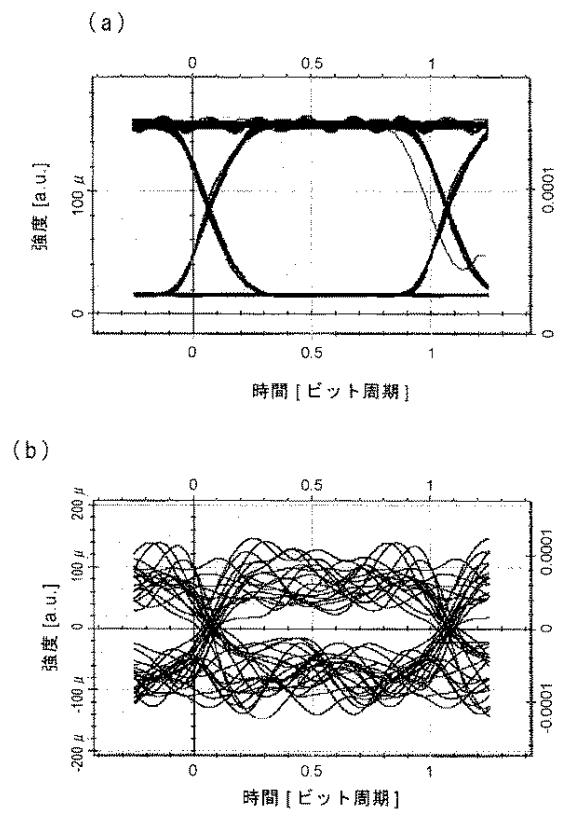 (a)
0 0.5 1
100 μ
0
0.0001
0
強度 [a.u.]
0 0.5 1
時間 [ ビット周期 ]
(b)
0 0.5 1
200 μ
100 μ
0
-100 μ
-200 μ
0.0001
0
-0.0001
強度 [a.u.]
0 0.5 1
時間 [ ビット周期 ]